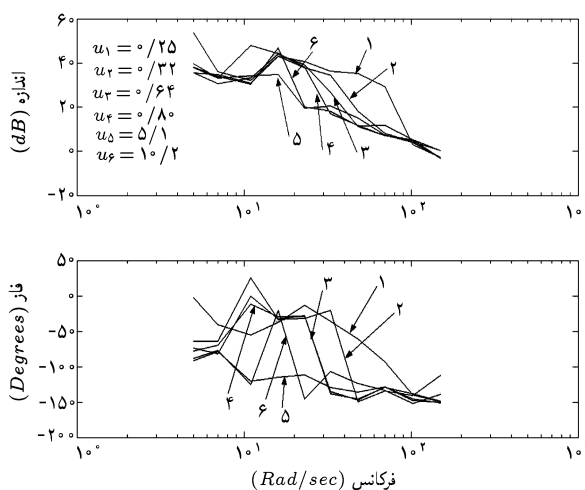 ۶۰
۴۰
۲۰
۰
-۲۰
اندازه (dB)
u₁ = ۰/۲۵
u₂ = ۰/۳۲
u₃ = ۰/۶۴
u₄ = ۰/۸۰
u₅ = ۵/۱
u₆ = ۱۰/۲
۶
۱
۲
۵
۴
۳
۱۰⁰ ۱۰¹ ۱۰² ۱۰
۵۰
۰
-۵۰
-۱۰۰
-۱۵۰
-۲۰۰
فاز (Degrees)
۳
۱
۲
۴
۶
۵
۱۰⁰ ۱۰¹ ۱۰² ۱۰
فرکانس (Rad/sec)